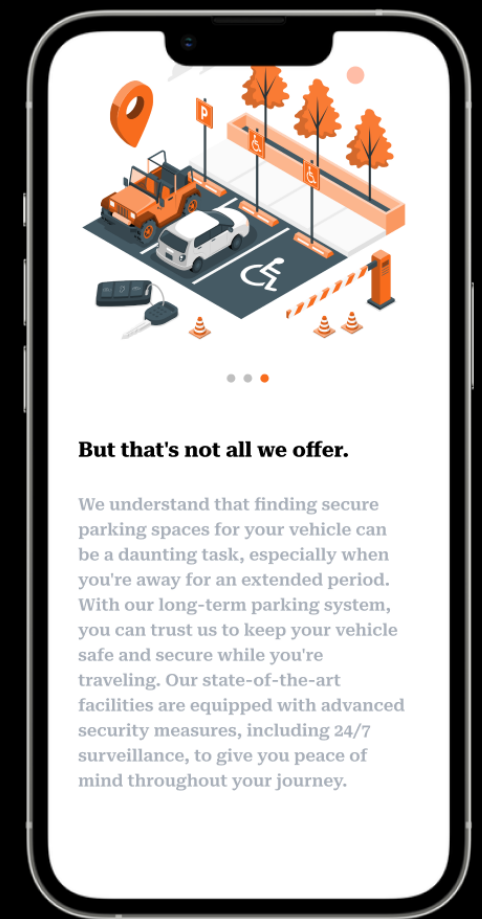 P
But that's not all we offer.
We understand that finding secure
parking spaces for your vehicle can
be a daunting task, especially when
you're away for an extended period.
With our long-term parking system,
you can trust us to keep your vehicle
safe and secure while you're
traveling. Our state-of-the-art
facilities are equipped with advanced
security measures, including 24/7
surveillance, to give you peace of
mind throughout your journey.